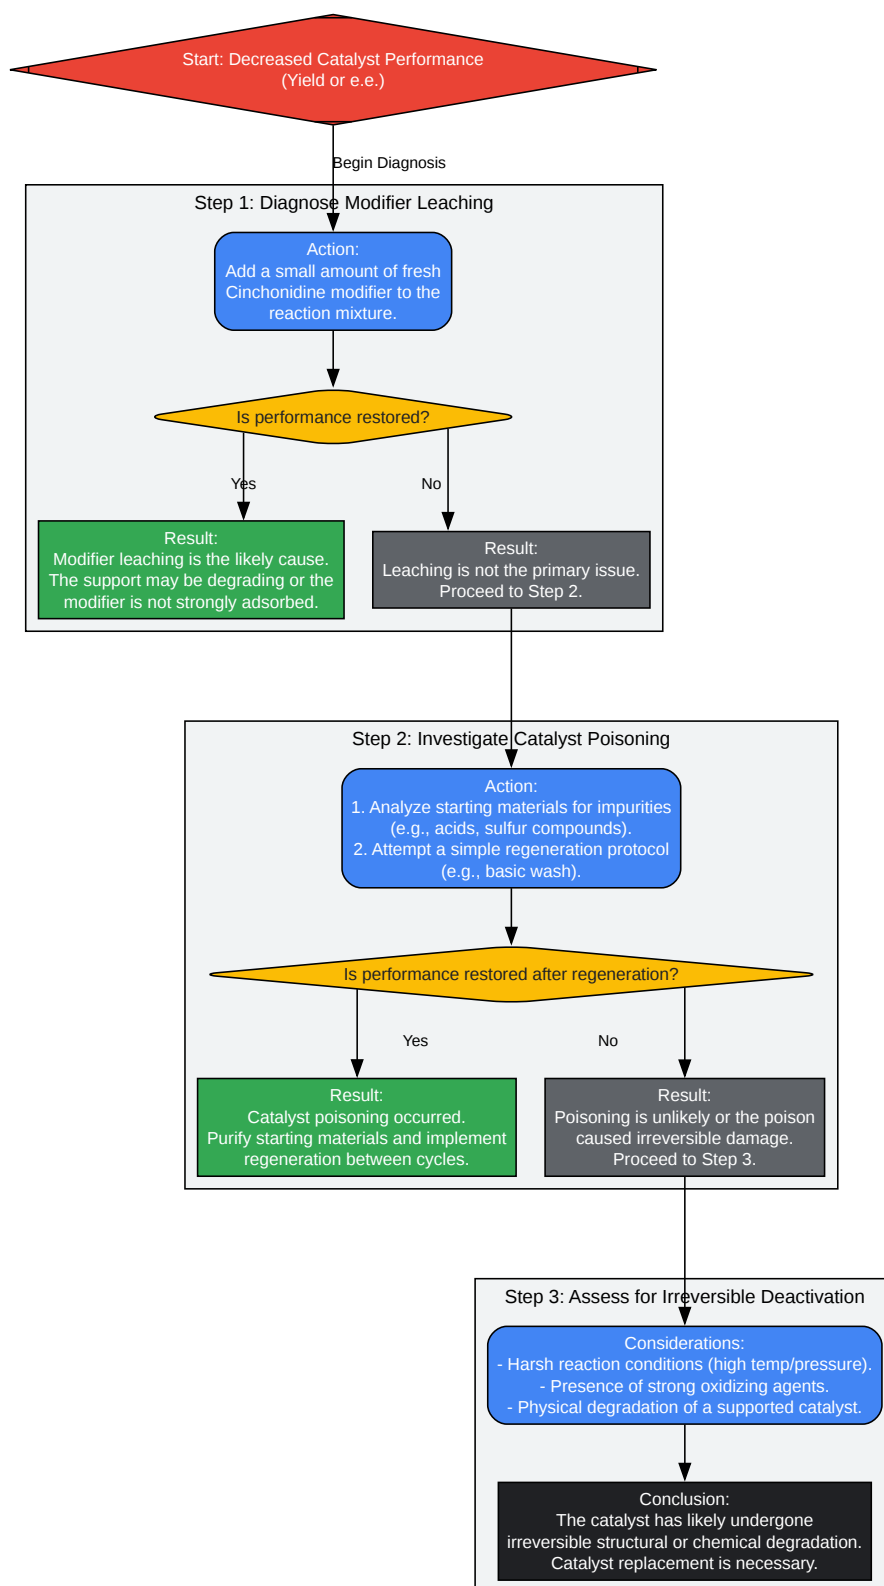 Start: Decreased Catalyst Performance
(Yield or e.e.)
Begin Diagnosis
Step 1: Diagnose Modifier Leaching
Action:
Add a small amount of fresh
Cinchonidine modifier to the
reaction mixture.
Is performance restored?
Yes
No
Result:
Modifier leaching is the likely cause.
The support may be degrading or the
modifier is not strongly adsorbed.
Result:
Leaching is not the primary issue.
Proceed to Step 2.
Step 2: Investigate Catalyst Poisoning
Action:
1. Analyze starting materials for impurities
(e.g., acids, sulfur compounds).
2. Attempt a simple regeneration protocol
(e.g., basic wash).
Is performance restored after regeneration?
Yes
No
Result:
Catalyst poisoning occurred.
Purify starting materials and implement
regeneration between cycles.
Result:
Poisoning is unlikely or the poison
caused irreversible damage.
Proceed to Step 3.
Step 3: Assess for Irreversible Deactivation
Considerations:
- Harsh reaction conditions (high temp/pressure).
- Presence of strong oxidizing agents.
- Physical degradation of a supported catalyst.
Conclusion:
The catalyst has likely undergone
irreversible structural or chemical degradation.
Catalyst replacement is necessary.